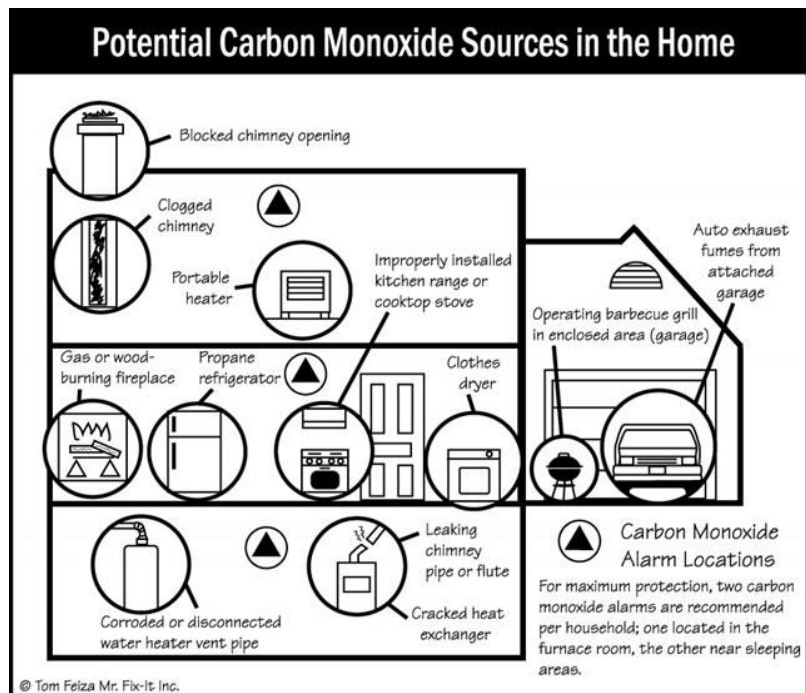 Potential Carbon Monoxide Sources in the Home
Blocked chimney opening
Clogged
chimney
Portable
heater
Improperly installed
kitchen range or
cooktop stove
Auto exhaust
fumes from
attached
garage
Operating barbecue grill
in enclosed area (garage)
Gas or wood-
burning fireplace
Propane
refrigerator
Clothes
dryer
Leaking
chimney
pipe or flute
Cracked heat
exchanger
Corroded or disconnected
water heater vent pipe
Carbon Monoxide
Alarm Locations
For maximum protection, two carbon
monoxide alarms are recommended
per household; one located in the
furnace room, the other near sleeping
areas.
© Tom Feiza Mr. Fix-It Inc.